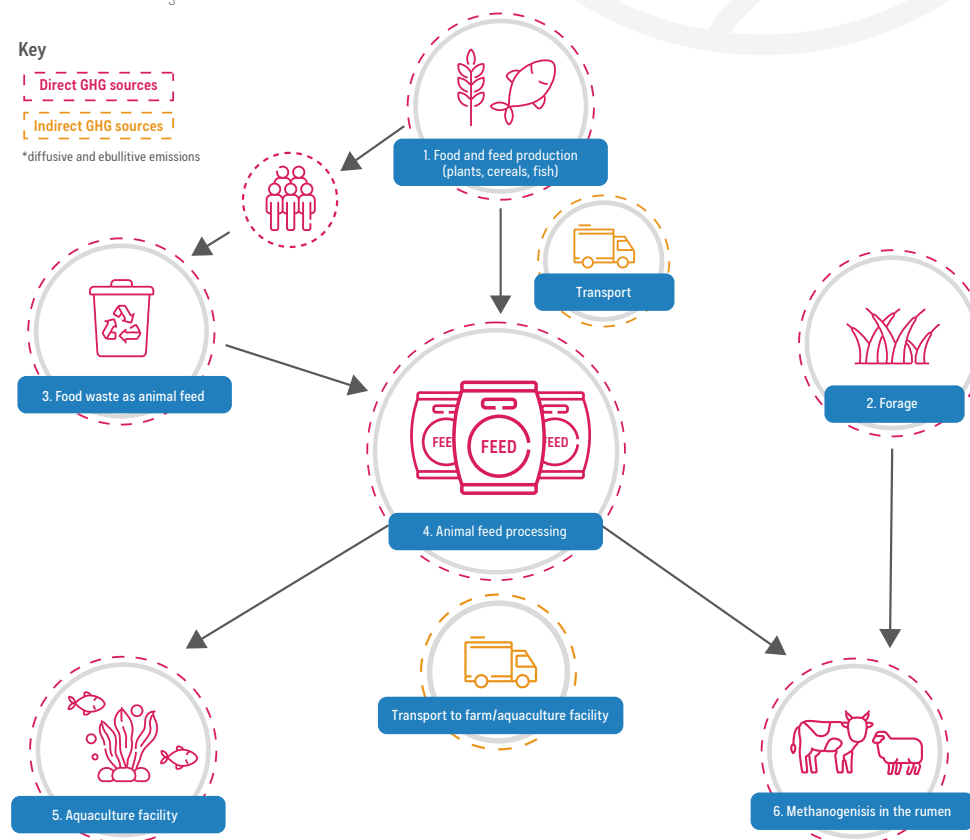 Key
Direct GHG sources
Indirect GHG sources
*diffusive and ebullitive emissions
1. Food and feed production
(plants, cereals, fish)
Transport
3. Food waste as animal feed
2. Forage
FEE
FEED
FEED
4. Animal feed processing
Transport to farm/aquaculture facility
5. Aquaculture facility
6. Methanogenisis in the rumen